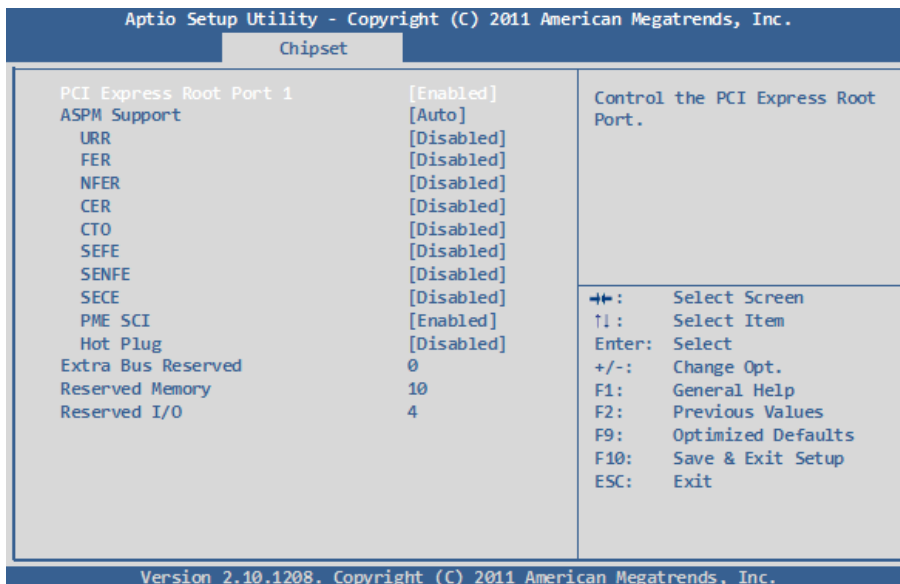 Aptio Setup Utility - Copyright (C) 2011 American Megatrends, Inc.
Chipset
PCI Express Root Port 1 [Enabled]
ASPM Support [Auto]
URR [Disabled]
FER [Disabled]
NFER [Disabled]
CER [Disabled]
CTO [Disabled]
SEFE [Disabled]
SENFE [Disabled]
SECE [Disabled]
PME SCI [Enabled]
Hot Plug [Disabled]
Extra Bus Reserved 0
Reserved Memory 10
Reserved I/O 4
Control the PCI Express Root
Port.
→←: Select Screen
↑↓: Select Item
Enter: Select
+/-: Change Opt.
F1: General Help
F2: Previous Values
F9: Optimized Defaults
F10: Save & Exit Setup
ESC: Exit
Version 2.10.1208. Copyright (C) 2011 American Megatrends, Inc.